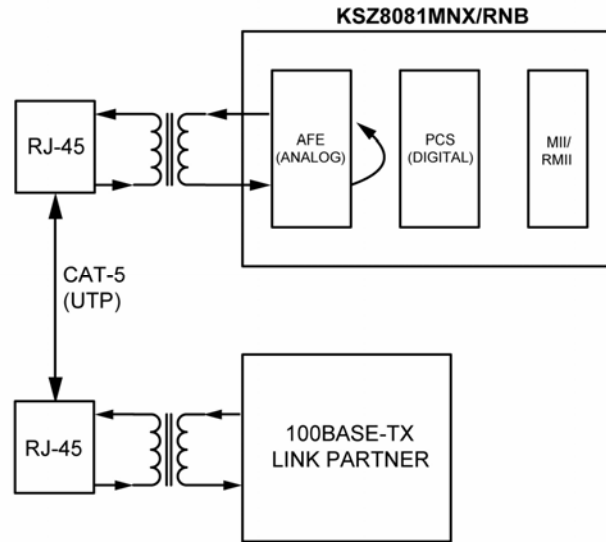 KSZ8081MNX/RNB
RJ-45
AFE
(ANALOG)
PCS
(DIGITAL)
MII/
RMII
CAT-5
(UTP)
RJ-45
100BASE-TX
LINK PARTNER